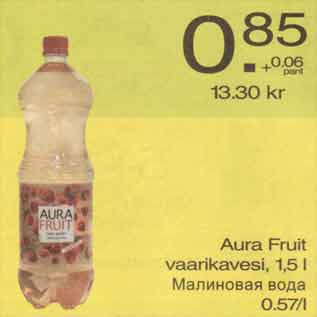 0.85
+0.06
pant
13.30 kr
AURA
FRUIT
Aura Fruit
vaarikavesi, 1,5 l
Малиновая вода
0.57/l